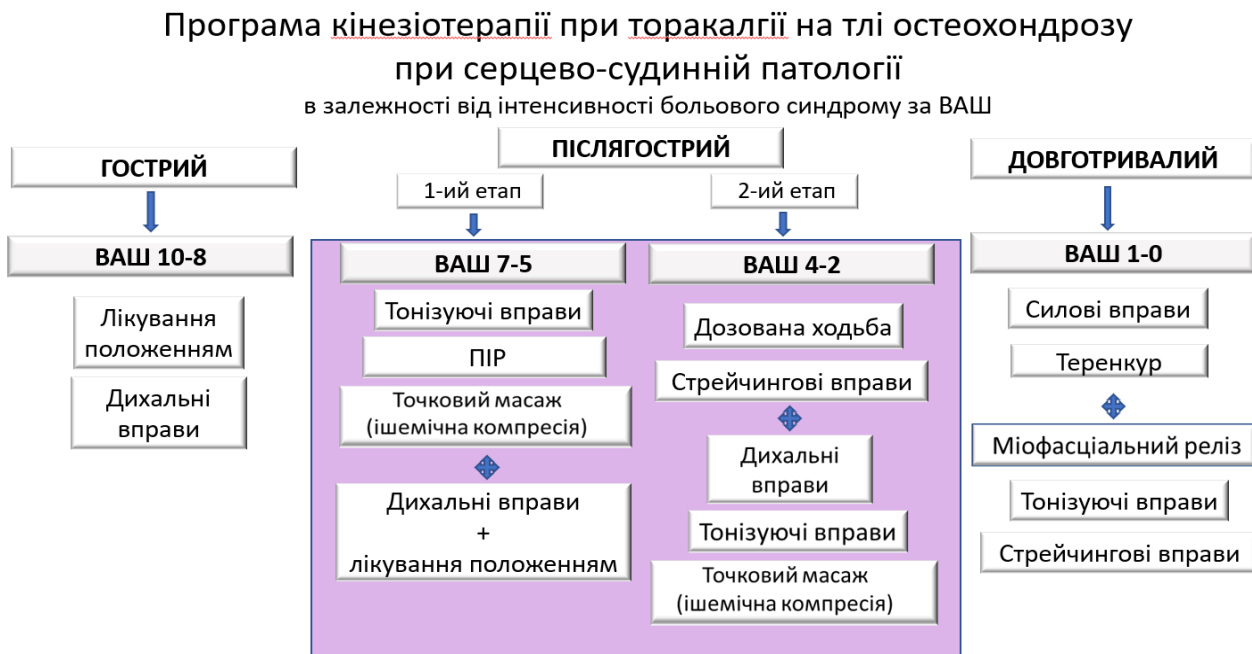 Програма кінезіотерапії при торакалгії на тлі остеохондрозу
при серцево-судинній патології
в залежності від інтенсивності больового синдрому за ВАШ
ГОСТРИЙ
ВАШ 10-8
Лікування
положенням
Дихальні
вправи
ПІСЛЯГОСТРИЙ
1-ий етап
ВАШ 7-5
Тонізуючі вправи
ПІР
Точковий масаж
(ішемічна компресія)
Дихальні вправи
+
лікування положенням
2-ий етап
ВАШ 4-2
Дозована ходьба
Стрейчингові вправи
Дихальні
вправи
Тонізуючі вправи
Точковий масаж
(ішемічна компресія)
ДОВГОТРИВАЛИЙ
ВАШ 1-0
Силові вправи
Теренкур
Міофасціальний реліз
Тонізуючі вправи
Стрейчингові вправи